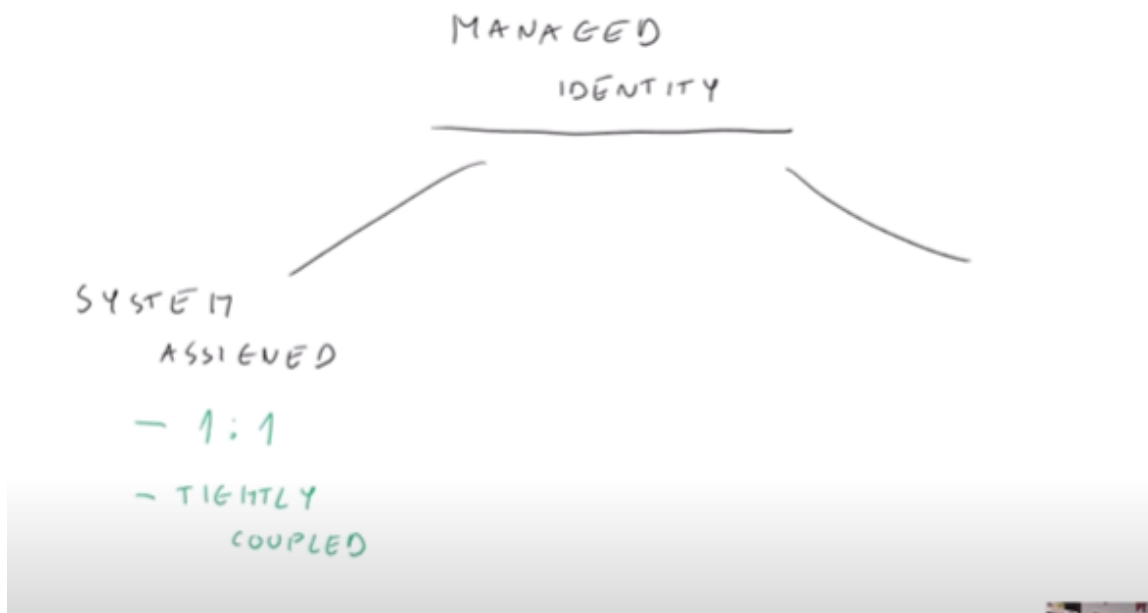 MANAGED
IDENTITY
SYSTEM
ASSIGNED
- 1:1
- TIGHTLY
COUPLED